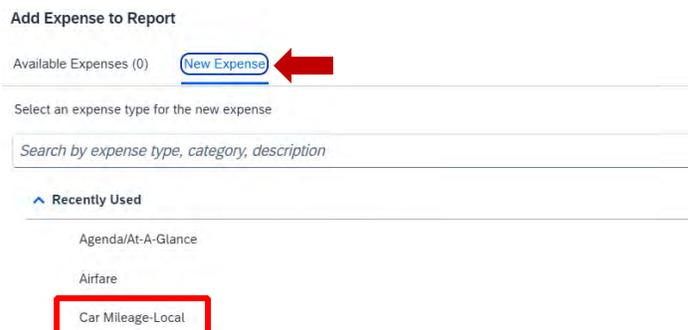 Add Expense to Report
Available Expenses (0) New Expense
Select an expense type for the new expense
Search by expense type, category, description
Recently Used
Agenda/At-A-Glance
Airfare
Car Mileage-Local